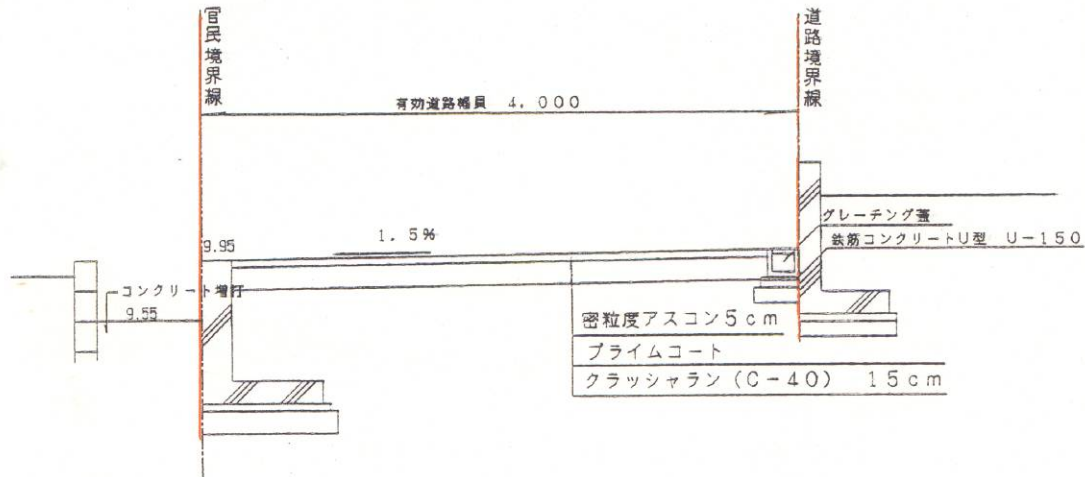 官民境界線
道路境界線
有効道路幅員 4.000
グレーチング蓋
鉄筋コンクリートU型 U-150
1.5%
9.95
コンクリート増打
9.55
密粒度アスコン5cm
プライムコート
クラッシャラン(C-40) 15cm